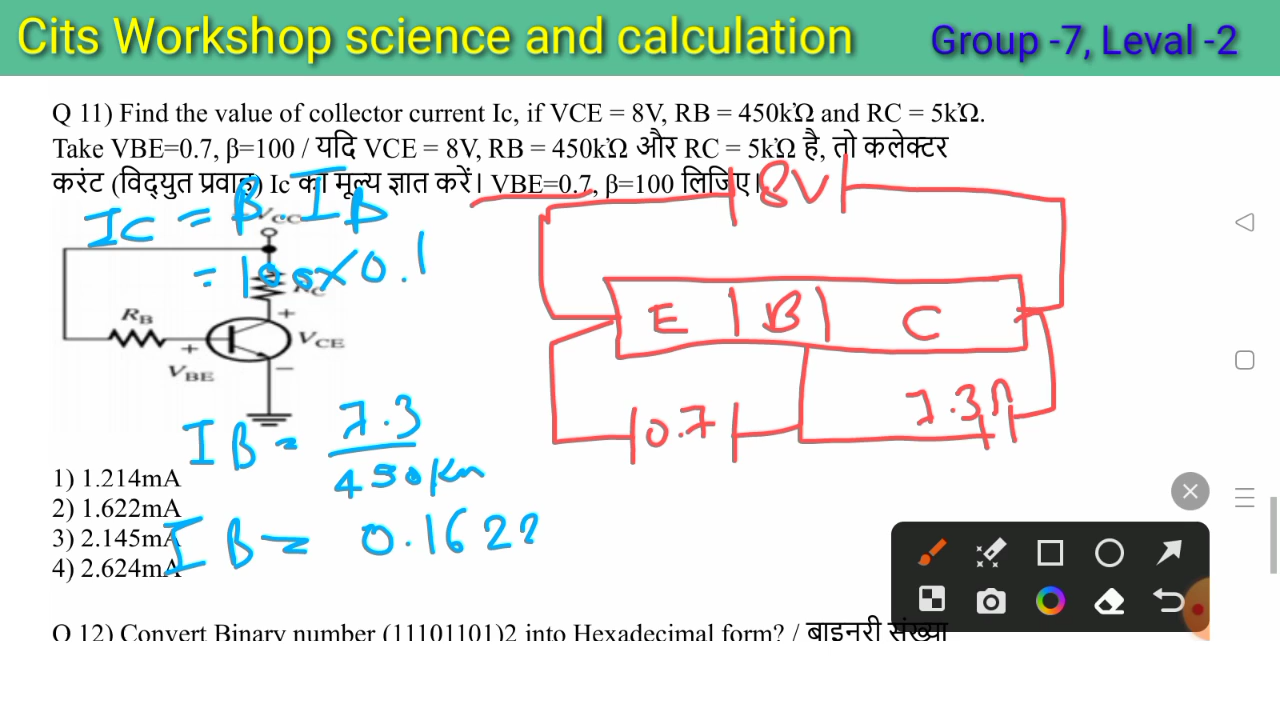 Cits Workshop science and calculation
Group -7, Leval -2
Q 11) Find the value of collector current Ic, if VCE = 8V, RB = 450kΩ and RC = 5kΩ.
Take VBE=0.7, β=100 / यदि VCE = 8V, RB = 450kΩ और RC = 5kΩ है, तो कलेक्टर
करंट (विद्युत प्रवाह) Ic का मूल्य ज्ञात करें। VBE=0.7, β=100 लिजिए।
8V
IC = β.IB
VCC
= 100×0.1
RC
E | B | C
RB
+
+
VCE
VBE
−
0.7
7.3
IB = 7.3
450KΩ
1) 1.214mA
2) 1.622mA
3) 2.145mA
4) 2.624mA
IB = 0.1622
Q 12) Convert Binary number (11101101)2 into Hexadecimal form? / बाइनरी संख्या